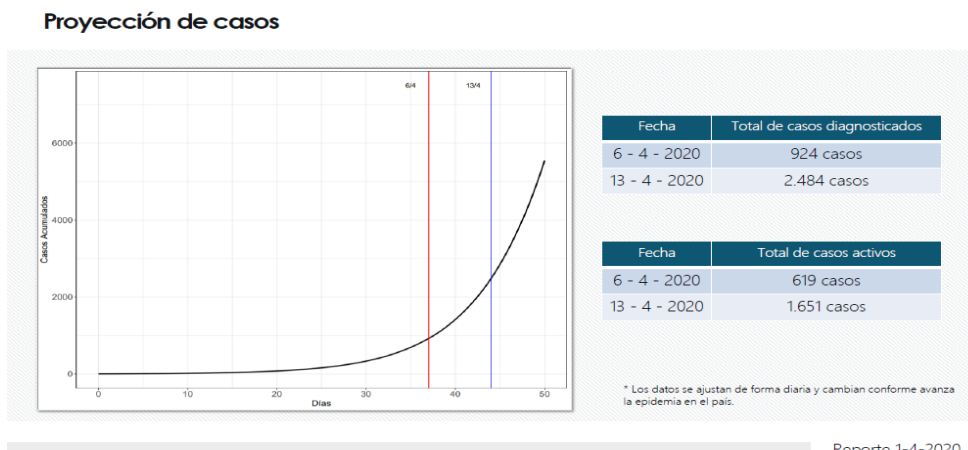 Proyección de casos
6/4
13/4
6000
4000
2000
0
Casos Acumulados
0
10
20
30
40
50
Días
Fecha Total de casos diagnosticados
6 - 4 - 2020 924 casos
13 - 4 - 2020 2.484 casos
Fecha Total de casos activos
6 - 4 - 2020 619 casos
13 - 4 - 2020 1.651 casos
* Los datos se ajustan de forma diaria y cambian conforme avanza
la epidemia en el país.
Reporte 1-4-2020